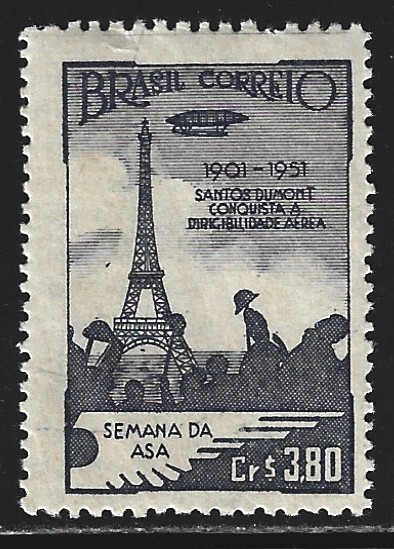 BRASIL CORREIO
1901-1951
SANTOS DUMONT
CONQUISTA A
DIRIGIBILIDADE AEREA
SEMANA DA
ASA
Cr$ 3,80